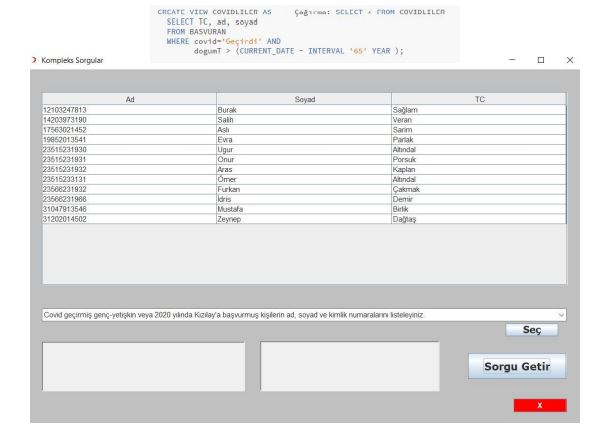 CREATE VIEW COVIDLILER AS Çağırma: SELECT * FROM COVIDLILER
SELECT TC, ad, soyad
FROM BASVURAN
WHERE covid='Geçirdi' AND
dogumT > (CURRENT_DATE - INTERVAL '65' YEAR );
Kompleks Sorgular
Ad Soyad TC
12103247813 Burak Sağlam
14203973190 Salih Veran
17563021452 Aslı Sarim
19852013541 Evra Parlak
23515231930 Ugur Altındal
23515231931 Onur Porsuk
23515231932 Aras Kaplan
23515233131 Ömer Altındal
23566231932 Furkan Çakmak
23566231966 İdris Demir
31047913546 Mustafa Birlik
31202014502 Zeynep Dağtaş
Covid geçirmiş genç-yetişkin veya 2020 yılında Kızılay'a başvurmuş kişilerin ad, soyad ve kimlik numaralarını listeleyiniz.
Seç
Sorgu Getir
X